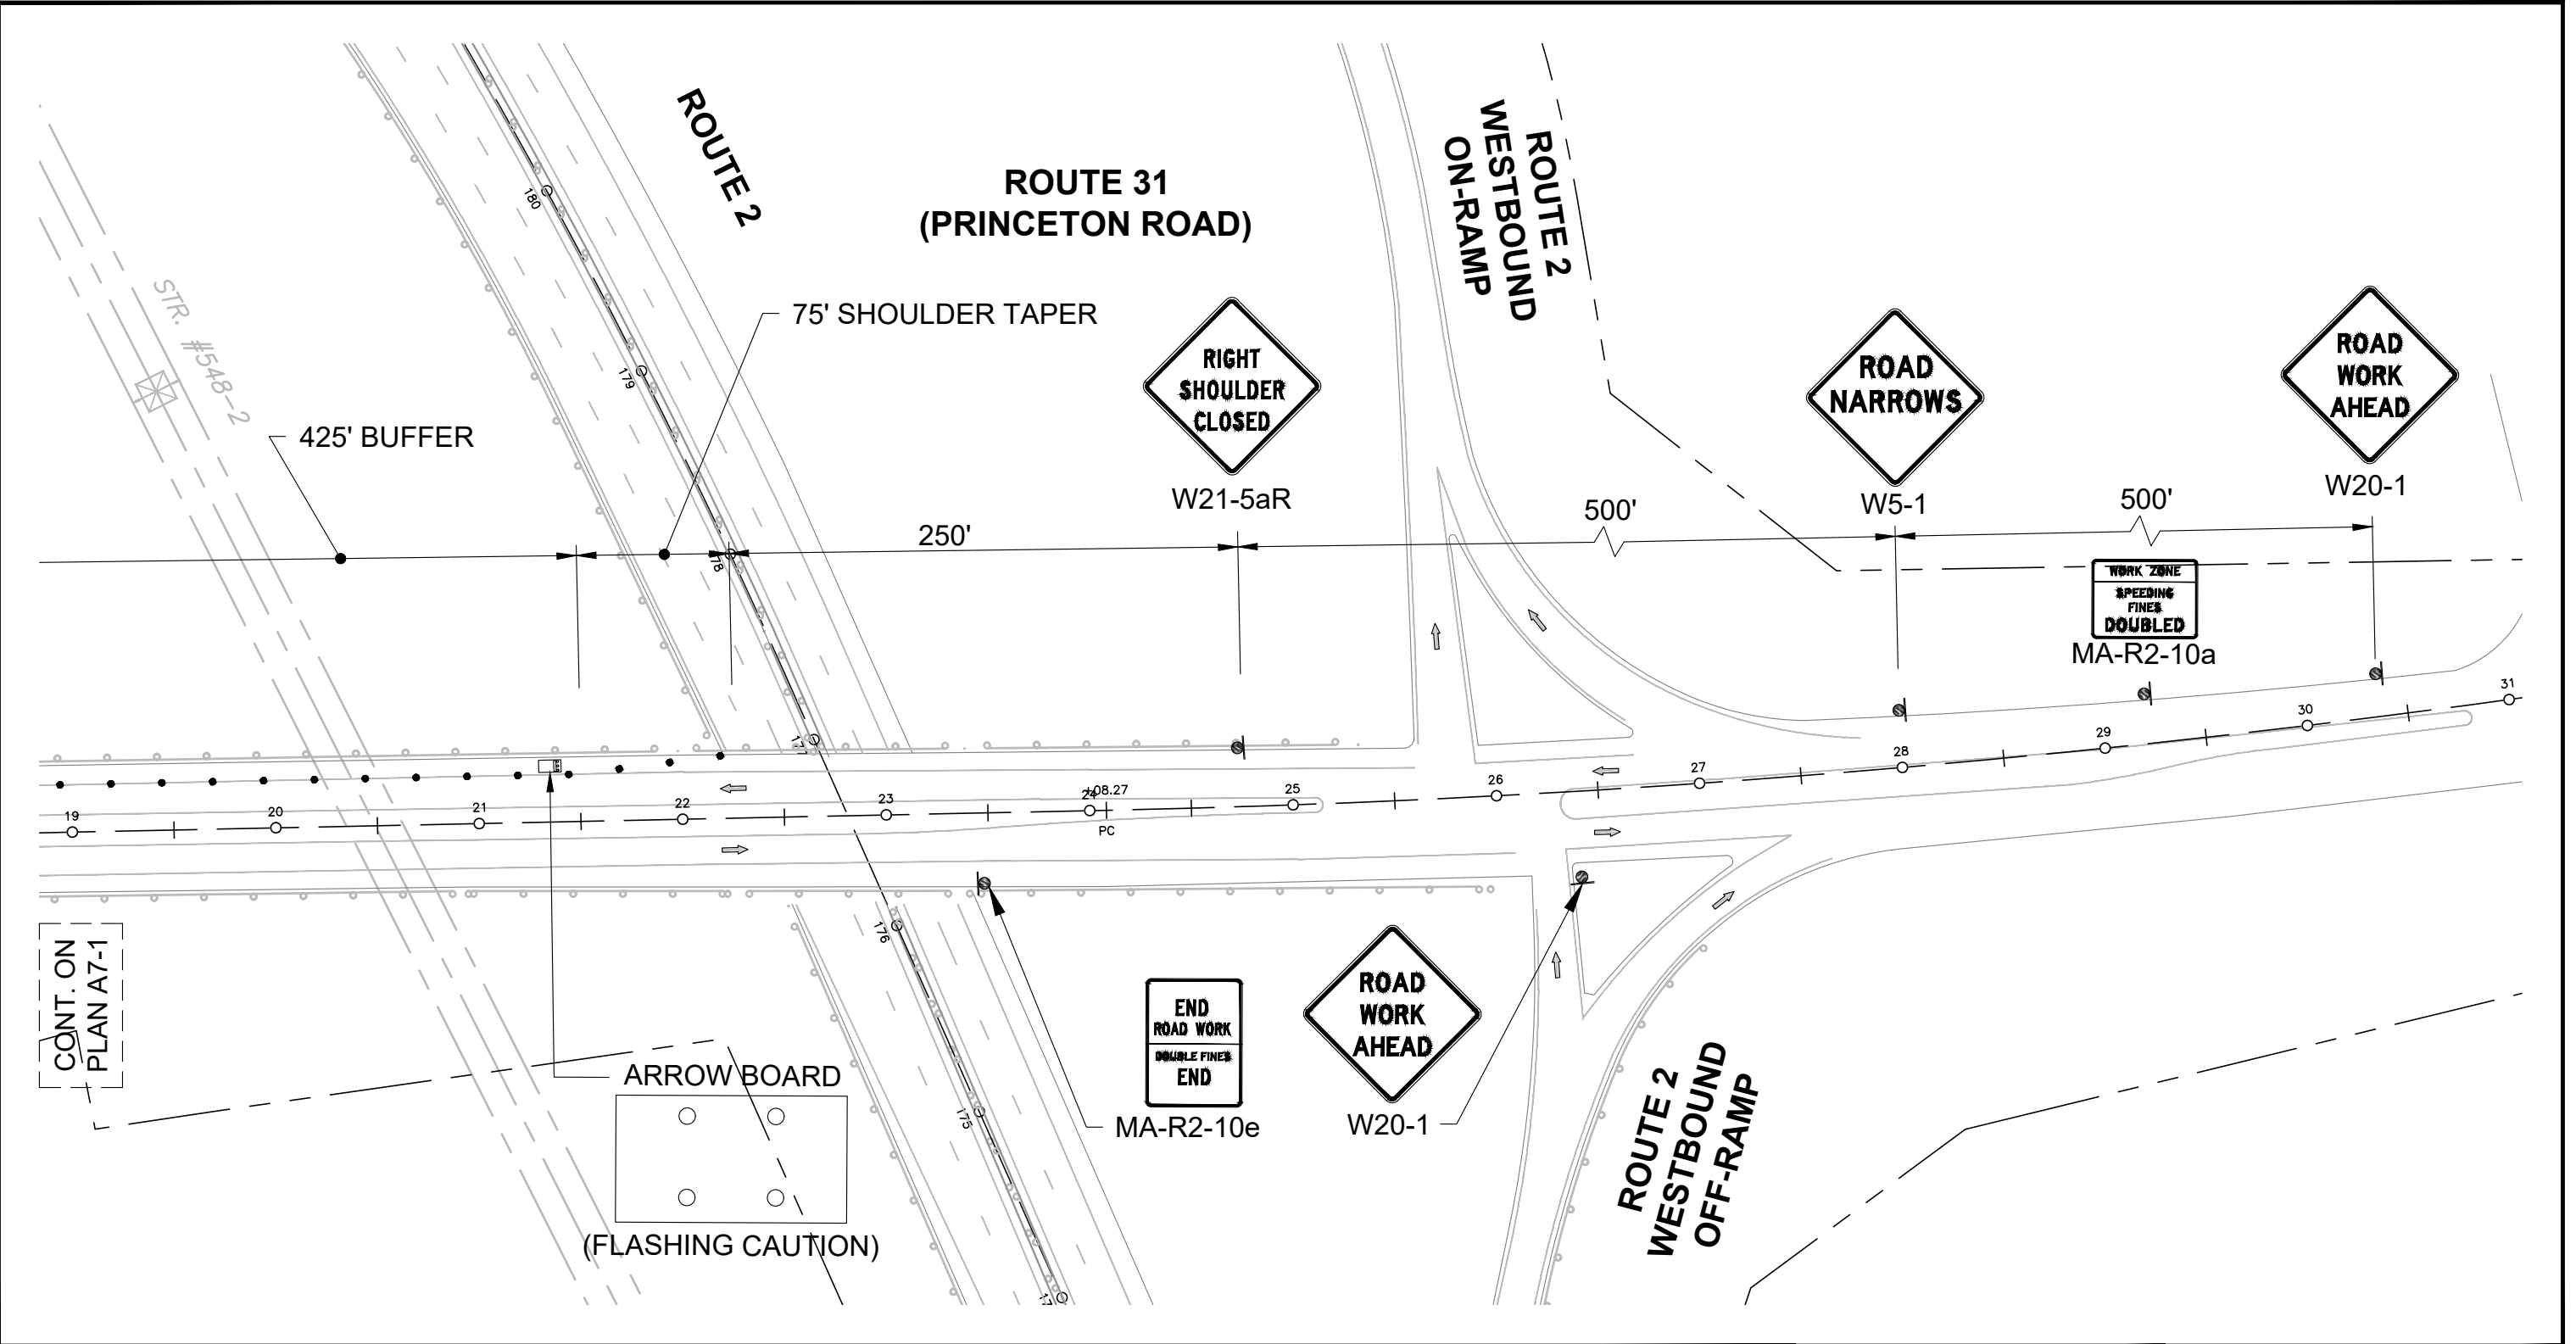 ROUTE 2
ROUTE 31
(PRINCETON ROAD)
ROUTE 2
WESTBOUND
ON-RAMP
180
179
178
177
STR. #548-2
75' SHOULDER TAPER
425' BUFFER
RIGHT
SHOULDER
CLOSED
W21-5aR
ROAD
NARROWS
W5-1
ROAD
WORK
AHEAD
W20-1
250'
500'
500'
WORK ZONE
SPEEDING
FINES
DOUBLED
MA-R2-10a
19
20
21
22
23
24
+08.27
PC
25
26
27
28
29
30
31
176
175
CONT. ON
PLAN A7-1
ARROW BOARD
(FLASHING CAUTION)
END
ROAD WORK
DOUBLE FINES
END
MA-R2-10e
ROAD
WORK
AHEAD
W20-1
ROUTE 2
WESTBOUND
OFF-RAMP